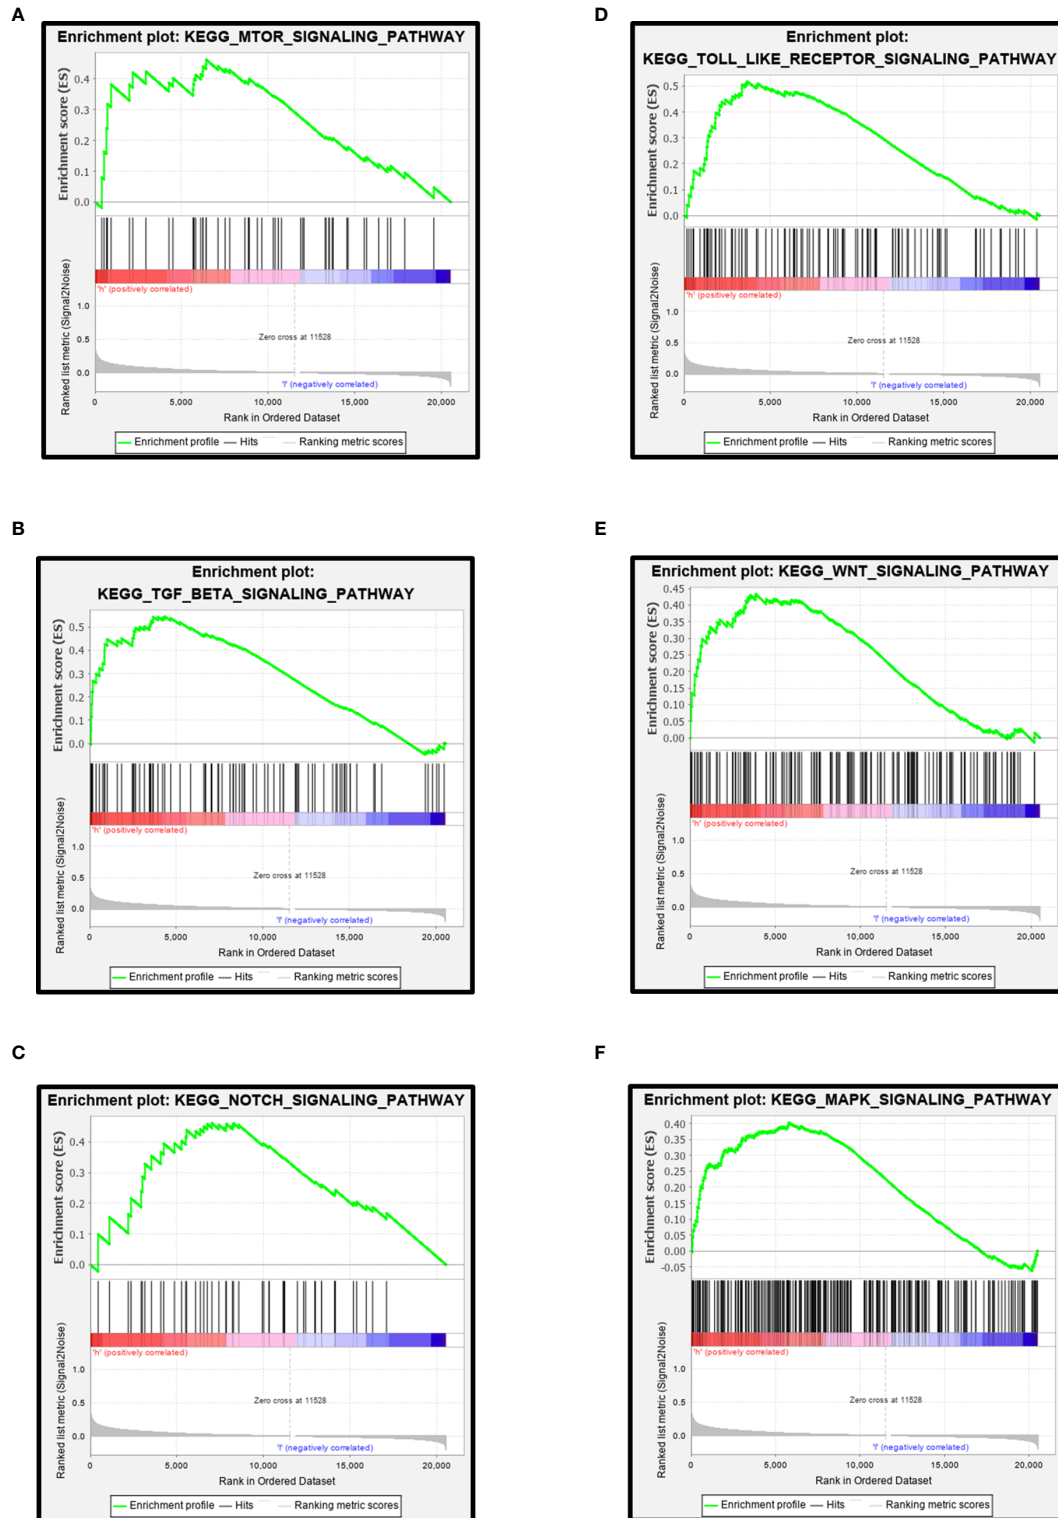 A
Enrichment plot: KEGG_MTOR_SIGNALING_PATHWAY
Enrichment score (ES)
0.4
0.3
0.2
0.1
0.0
'h' (positively correlated)
Ranked list metric (Signal2Noise)
1.0
0.5
0.0
Zero cross at 11528
'l' (negatively correlated)
0 5,000 10,000 15,000 20,000
Rank in Ordered Dataset
Enrichment profile Hits Ranking metric scores
D
Enrichment plot:
KEGG_TOLL_LIKE_RECEPTOR_SIGNALING_PATHWAY
Enrichment score (ES)
0.5
0.4
0.3
0.2
0.1
0.0
'h' (positively correlated)
Ranked list metric (Signal2Noise)
1.0
0.5
0.0
Zero cross at 11528
'l' (negatively correlated)
0 5,000 10,000 15,000 20,000
Rank in Ordered Dataset
Enrichment profile Hits Ranking metric scores
B
Enrichment plot:
KEGG_TGF_BETA_SIGNALING_PATHWAY
Enrichment score (ES)
0.5
0.4
0.3
0.2
0.1
0.0
'h' (positively correlated)
Ranked list metric (Signal2Noise)
1.0
0.5
0.0
Zero cross at 11528
'l' (negatively correlated)
0 5,000 10,000 15,000 20,000
Rank in Ordered Dataset
Enrichment profile Hits Ranking metric scores
E
Enrichment plot: KEGG_WNT_SIGNALING_PATHWAY
Enrichment score (ES)
0.45
0.40
0.35
0.30
0.25
0.20
0.15
0.10
0.05
0.00
'h' (positively correlated)
Ranked list metric (Signal2Noise)
1.0
0.5
0.0
Zero cross at 11528
'l' (negatively correlated)
0 5,000 10,000 15,000 20,000
Rank in Ordered Dataset
Enrichment profile Hits Ranking metric scores
C
Enrichment plot: KEGG_NOTCH_SIGNALING_PATHWAY
Enrichment score (ES)
0.4
0.3
0.2
0.1
0.0
'h' (positively correlated)
Ranked list metric (Signal2Noise)
1.0
0.5
0.0
Zero cross at 11528
'l' (negatively correlated)
0 5,000 10,000 15,000 20,000
Rank in Ordered Dataset
Enrichment profile Hits Ranking metric scores
F
Enrichment plot: KEGG_MAPK_SIGNALING_PATHWAY
Enrichment score (ES)
0.40
0.35
0.30
0.25
0.20
0.15
0.10
0.05
0.00
-0.05
'h' (positively correlated)
Ranked list metric (Signal2Noise)
1.0
0.5
0.0
Zero cross at 11528
'l' (negatively correlated)
0 5,000 10,000 15,000 20,000
Rank in Ordered Dataset
Enrichment profile Hits Ranking metric scores